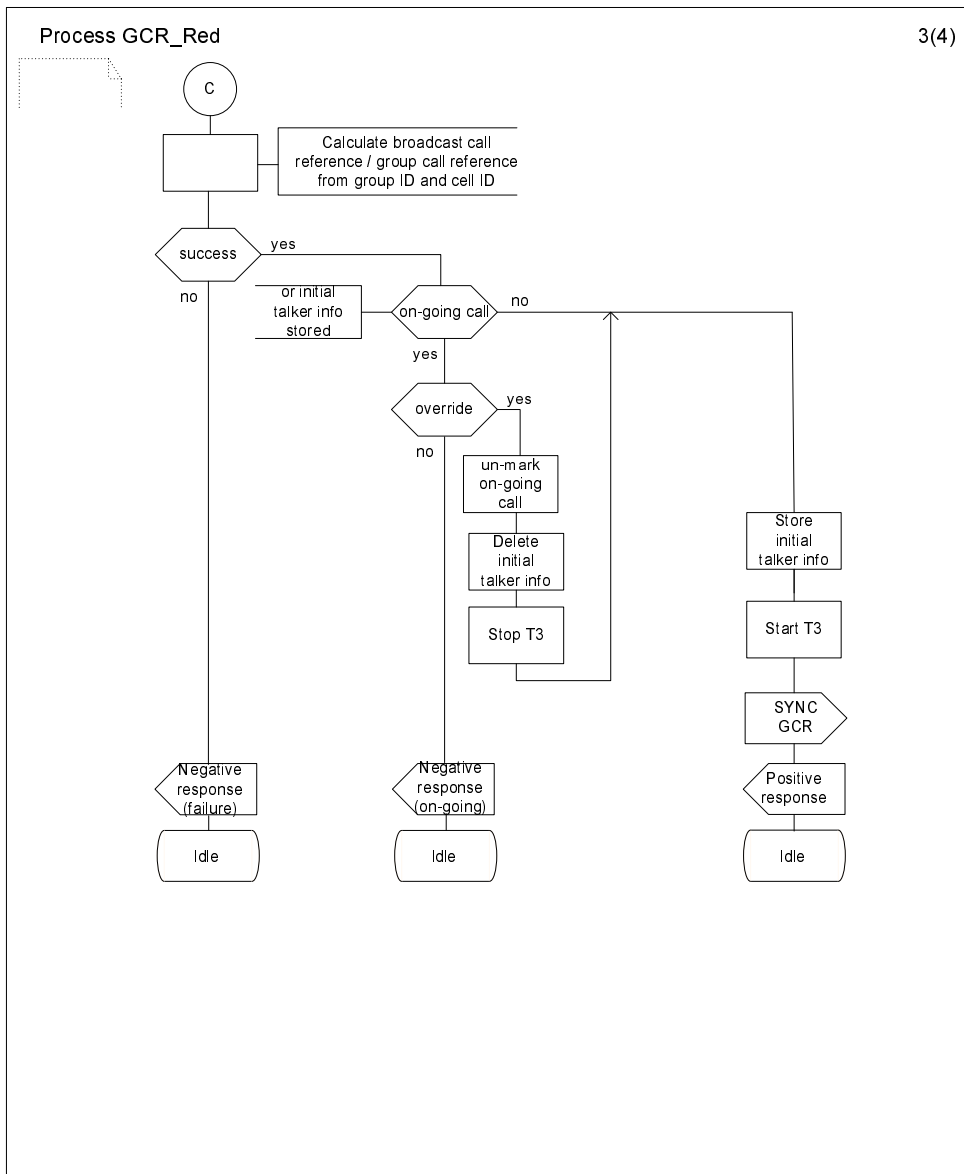 Process GCR_Red
3(4)
C
Calculate broadcast call
reference / group call reference
from group ID and cell ID
success
yes
no
or initial
talker info
stored
on-going call
no
yes
override
yes
no
un-mark
on-going
call
Delete
initial
talker info
Stop T3
Store
initial
talker info
Start T3
SYNC
GCR
Negative
response
(failure)
Negative
response
(on-going)
Positive
response
Idle
Idle
Idle